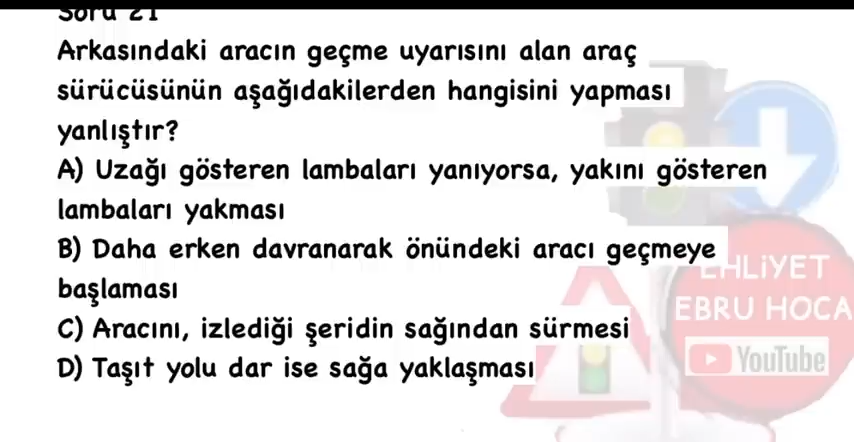 Soru 21
Arkasındaki aracın geçme uyarısını alan araç
sürücüsünün aşağıdakilerden hangisini yapması
yanlıştır?
A) Uzağı gösteren lambaları yanıyorsa, yakını gösteren
lambaları yakması
B) Daha erken davranarak önündeki aracı geçmeye
başlaması
C) Aracını, izlediği şeridin sağından sürmesi
D) Taşıt yolu dar ise sağa yaklaşması
EHLİYET
EBRU HOCA
YouTube